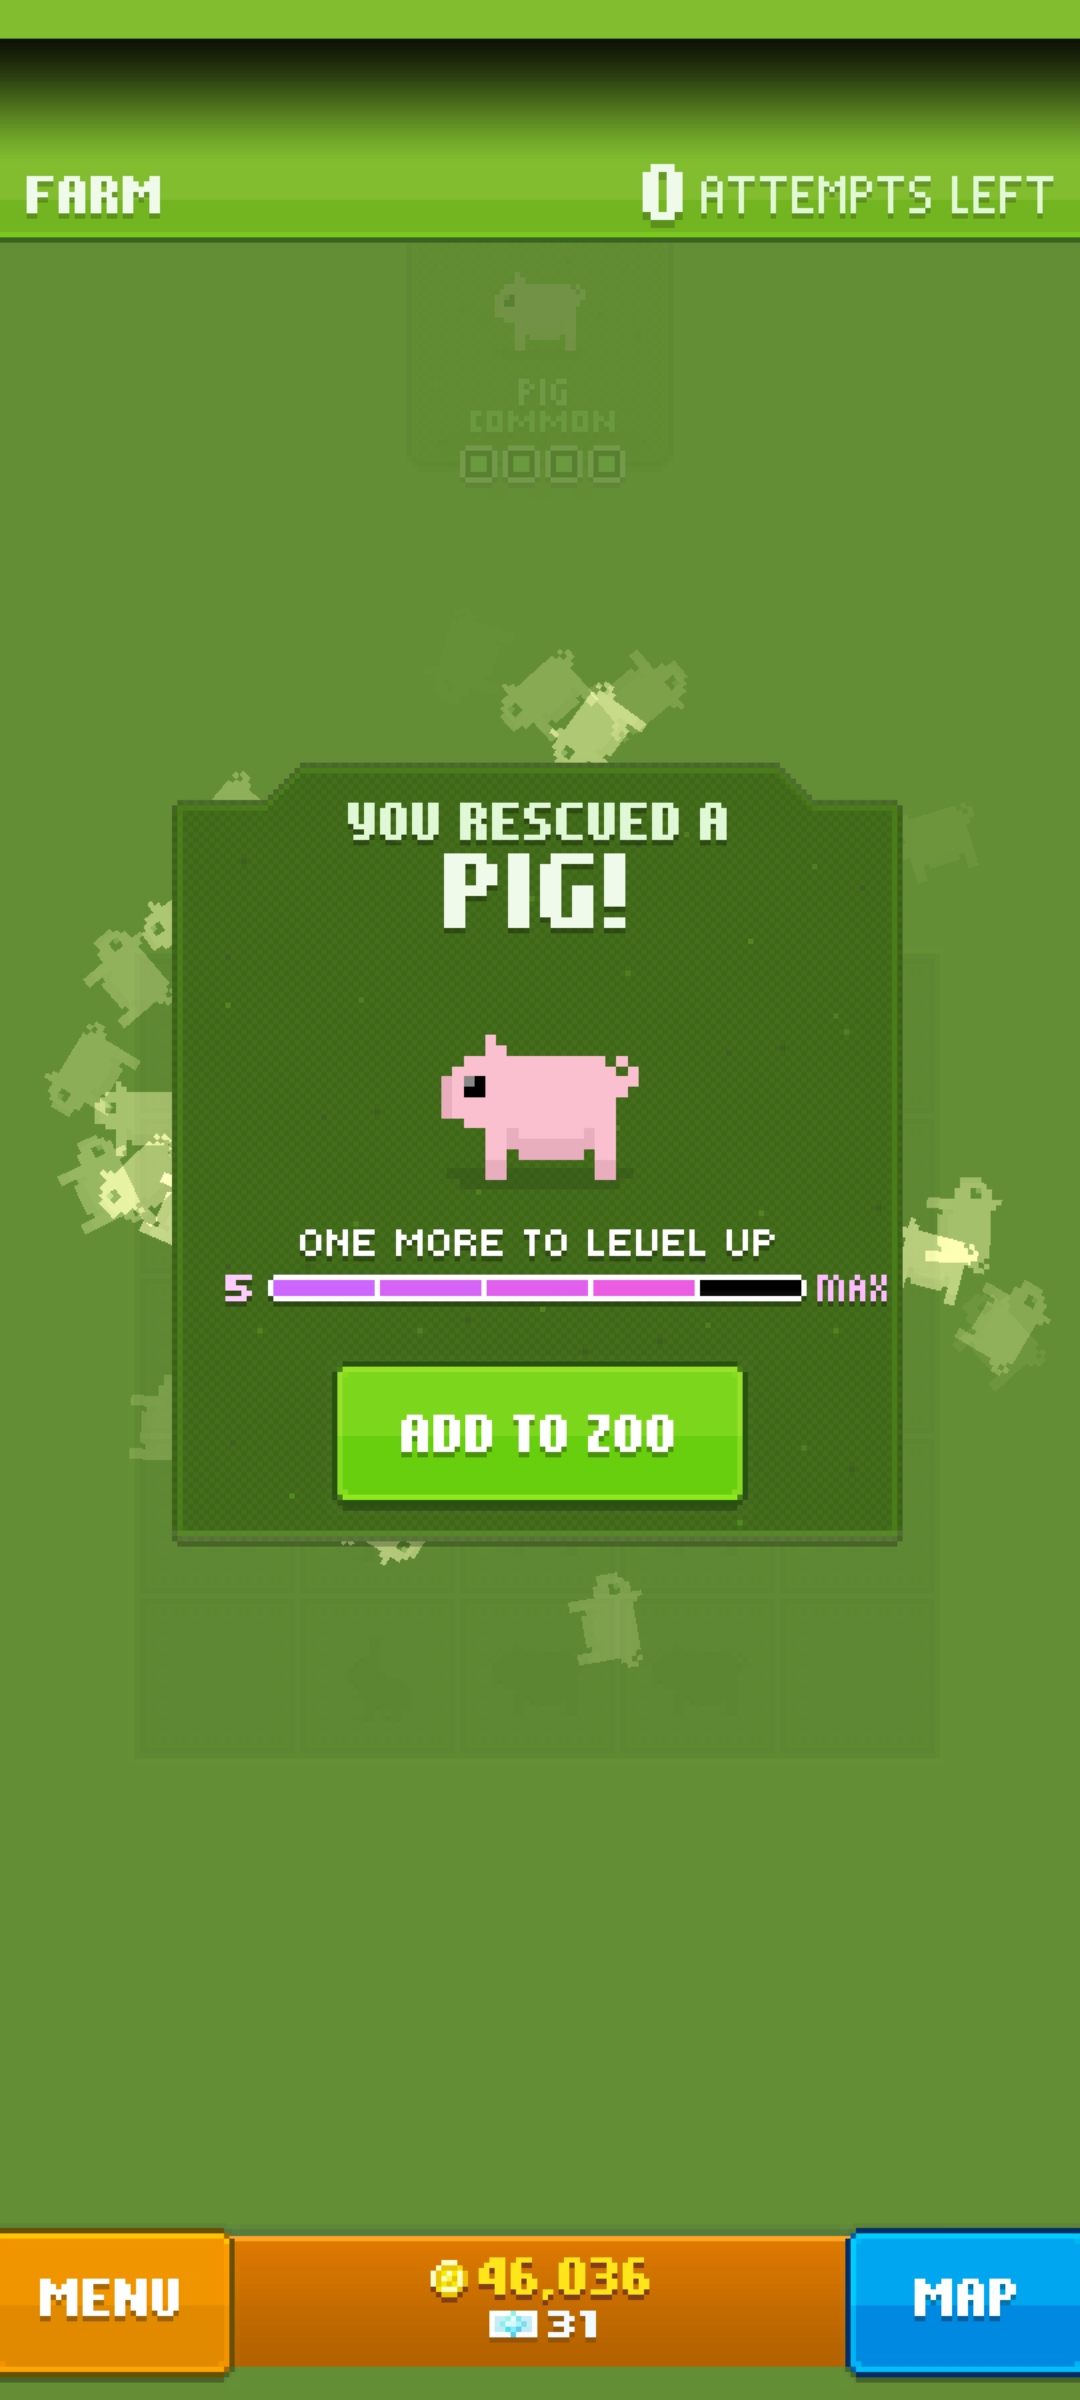 FARM
0 ATTEMPTS LEFT
PIG
COMMON
YOU RESCUED A
PIG!
ONE MORE TO LEVEL UP
5 MAX
ADD TO ZOO
MENU
46,036
31
MAP